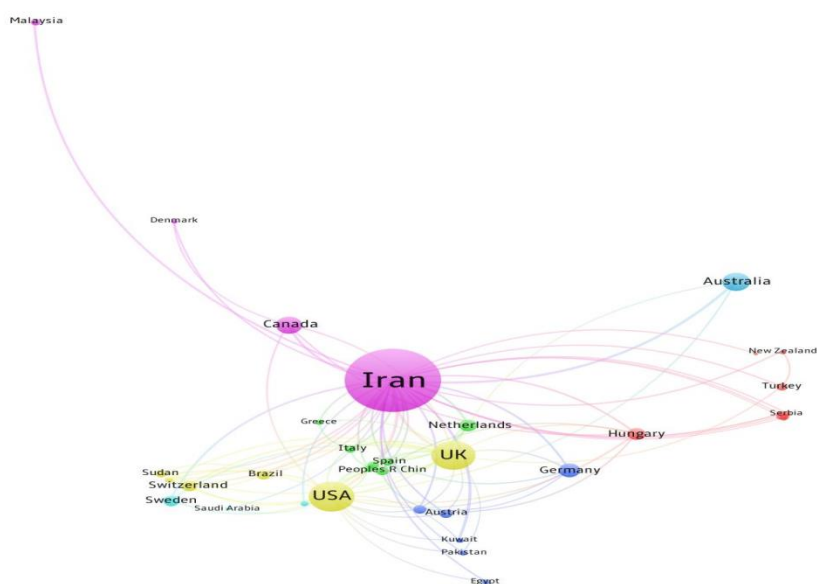 Malaysia
Denmark
Australia
Canada
New Zealand
Iran
Turkey
Serbia
Greece
Netherlands
Hungary
Italy
UK
Spain
Peoples R Chin
Germany
Sudan
Brazil
Switzerland
USA
Sweden
Saudi Arabia
Austria
Kuwait
Pakistan
Egypt